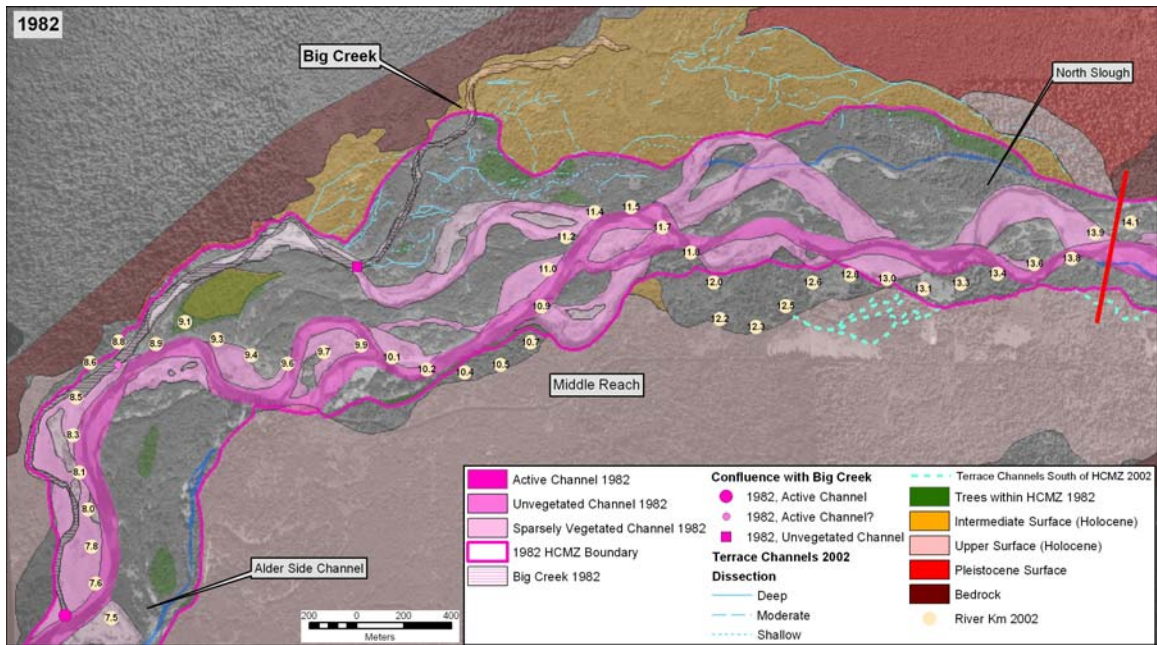 1982
Big Creek
North Slough
14.1
13.9
11.4
11.5
11.7
11.2
11.8
13.8
13.6
13.4
13.3
13.1
13.0
12.8
12.6
12.0
11.0
10.9
12.5
12.2
12.3
9.1
8.8
8.9
9.3
9.4
9.6
9.7
9.9
10.1
10.2
10.4
10.5
10.7
8.6
8.5
8.3
8.1
8.0
7.8
7.6
7.5
Middle Reach
Alder Side Channel
200 0 200 400
Meters
Active Channel 1982
Unvegetated Channel 1982
Sparsely Vegetated Channel 1982
1982 HCMZ Boundary
Big Creek 1982
Confluence with Big Creek
1982, Active Channel
1982, Active Channel?
1982, Unvegetated Channel
Terrace Channels 2002
Dissection
Deep
Moderate
Shallow
Terrace Channels South of HCMZ 2002
Trees within HCMZ 1982
Intermediate Surface (Holocene)
Upper Surface (Holocene)
Pleistocene Surface
Bedrock
River Km 2002